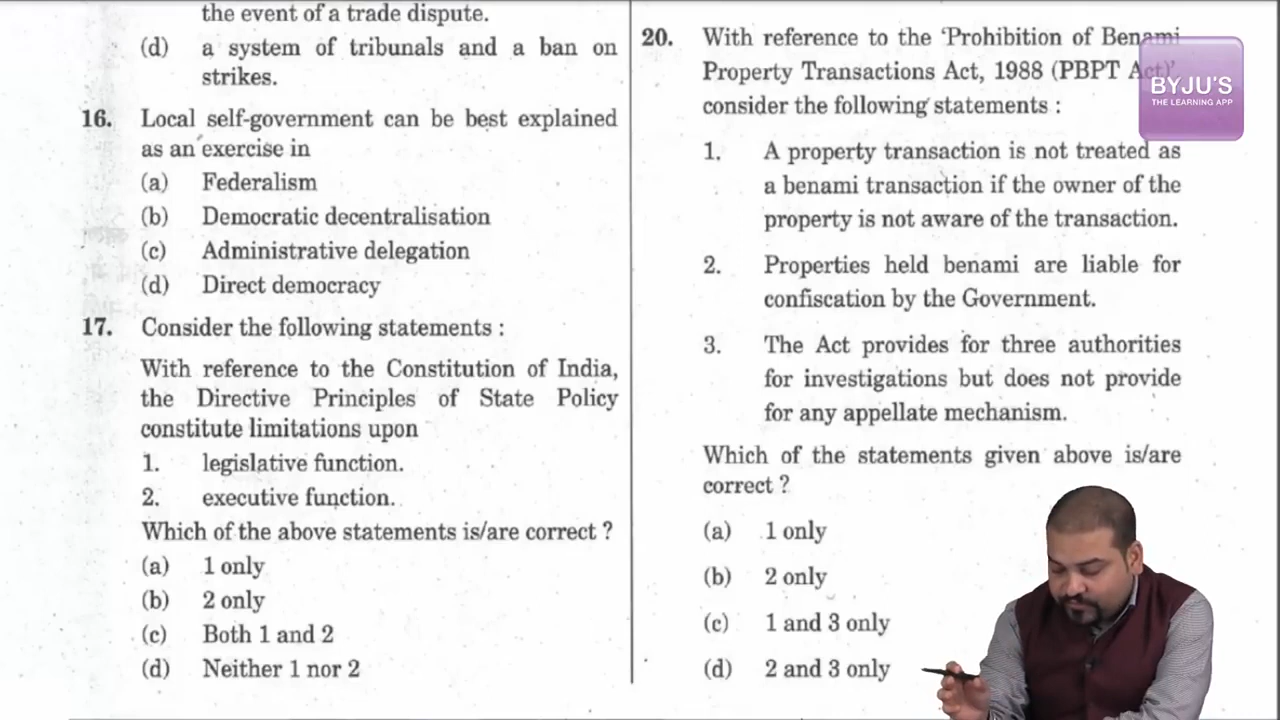 the event of a trade dispute.
(d) a system of tribunals and a ban on
strikes.
16. Local self-government can be best explained
as an exercise in
(a) Federalism
(b) Democratic decentralisation
(c) Administrative delegation
(d) Direct democracy
17. Consider the following statements :
With reference to the Constitution of India,
the Directive Principles of State Policy
constitute limitations upon
1. legislative function.
2. executive function.
Which of the above statements is/are correct ?
(a) 1 only
(b) 2 only
(c) Both 1 and 2
(d) Neither 1 nor 2
20. With reference to the ‘Prohibition of Benami
Property Transactions Act, 1988 (PBPT Act)’
consider the following statements :
1. A property transaction is not treated as
a benami transaction if the owner of the
property is not aware of the transaction.
2. Properties held benami are liable for
confiscation by the Government.
3. The Act provides for three authorities
for investigations but does not provide
for any appellate mechanism.
Which of the statements given above is/are
correct ?
(a) 1 only
(b) 2 only
(c) 1 and 3 only
(d) 2 and 3 only
BYJU'S
THE LEARNING APP